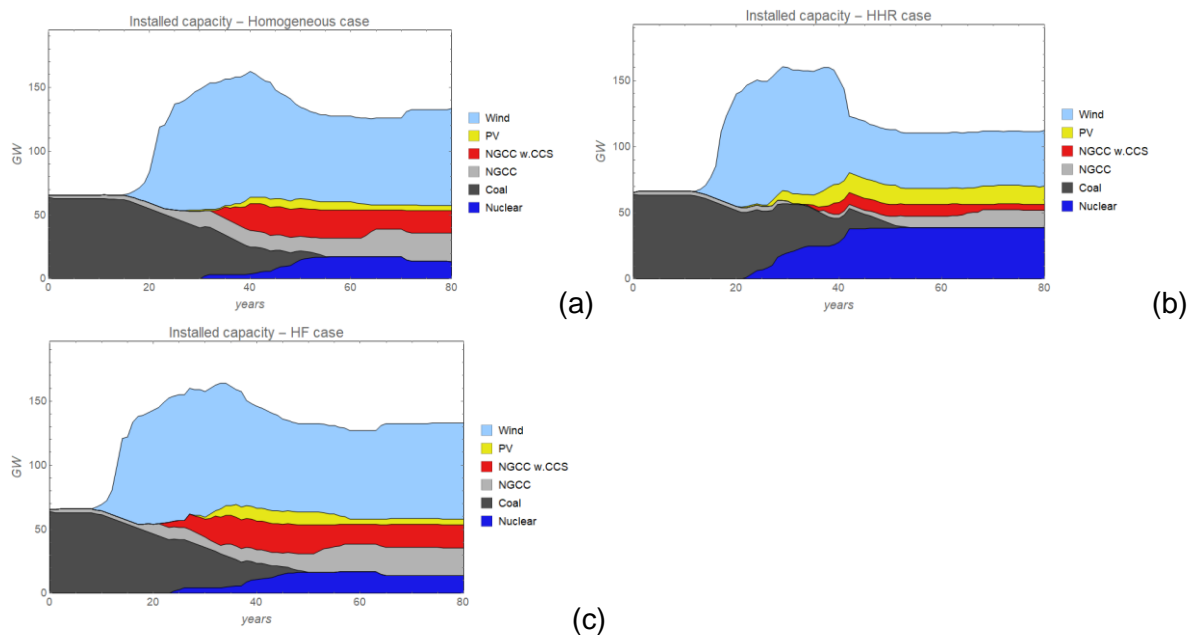 Installed capacity – Homogeneous case
GW
150
100
50
0
0 20 40 60 80
years
Wind
PV
NGCC w.CCS
NGCC
Coal
Nuclear
(a)
Installed capacity – HHR case
GW
150
100
50
0
0 20 40 60 80
years
Wind
PV
NGCC w.CCS
NGCC
Coal
Nuclear
(b)
Installed capacity – HF case
GW
150
100
50
0
0 20 40 60 80
years
Wind
PV
NGCC w.CCS
NGCC
Coal
Nuclear
(c)